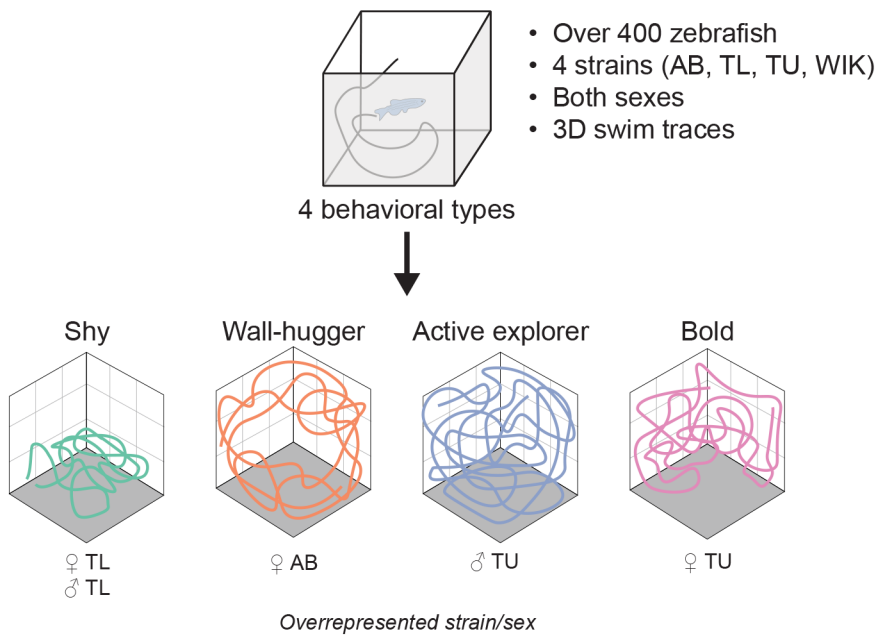 • Over 400 zebrafish
• 4 strains (AB, TL, TU, WIK)
• Both sexes
• 3D swim traces
4 behavioral types
Shy
Wall-hugger
Active explorer
Bold
♀ TL
♂ TL
♀ AB
♂ TU
♀ TU
Overrepresented strain/sex